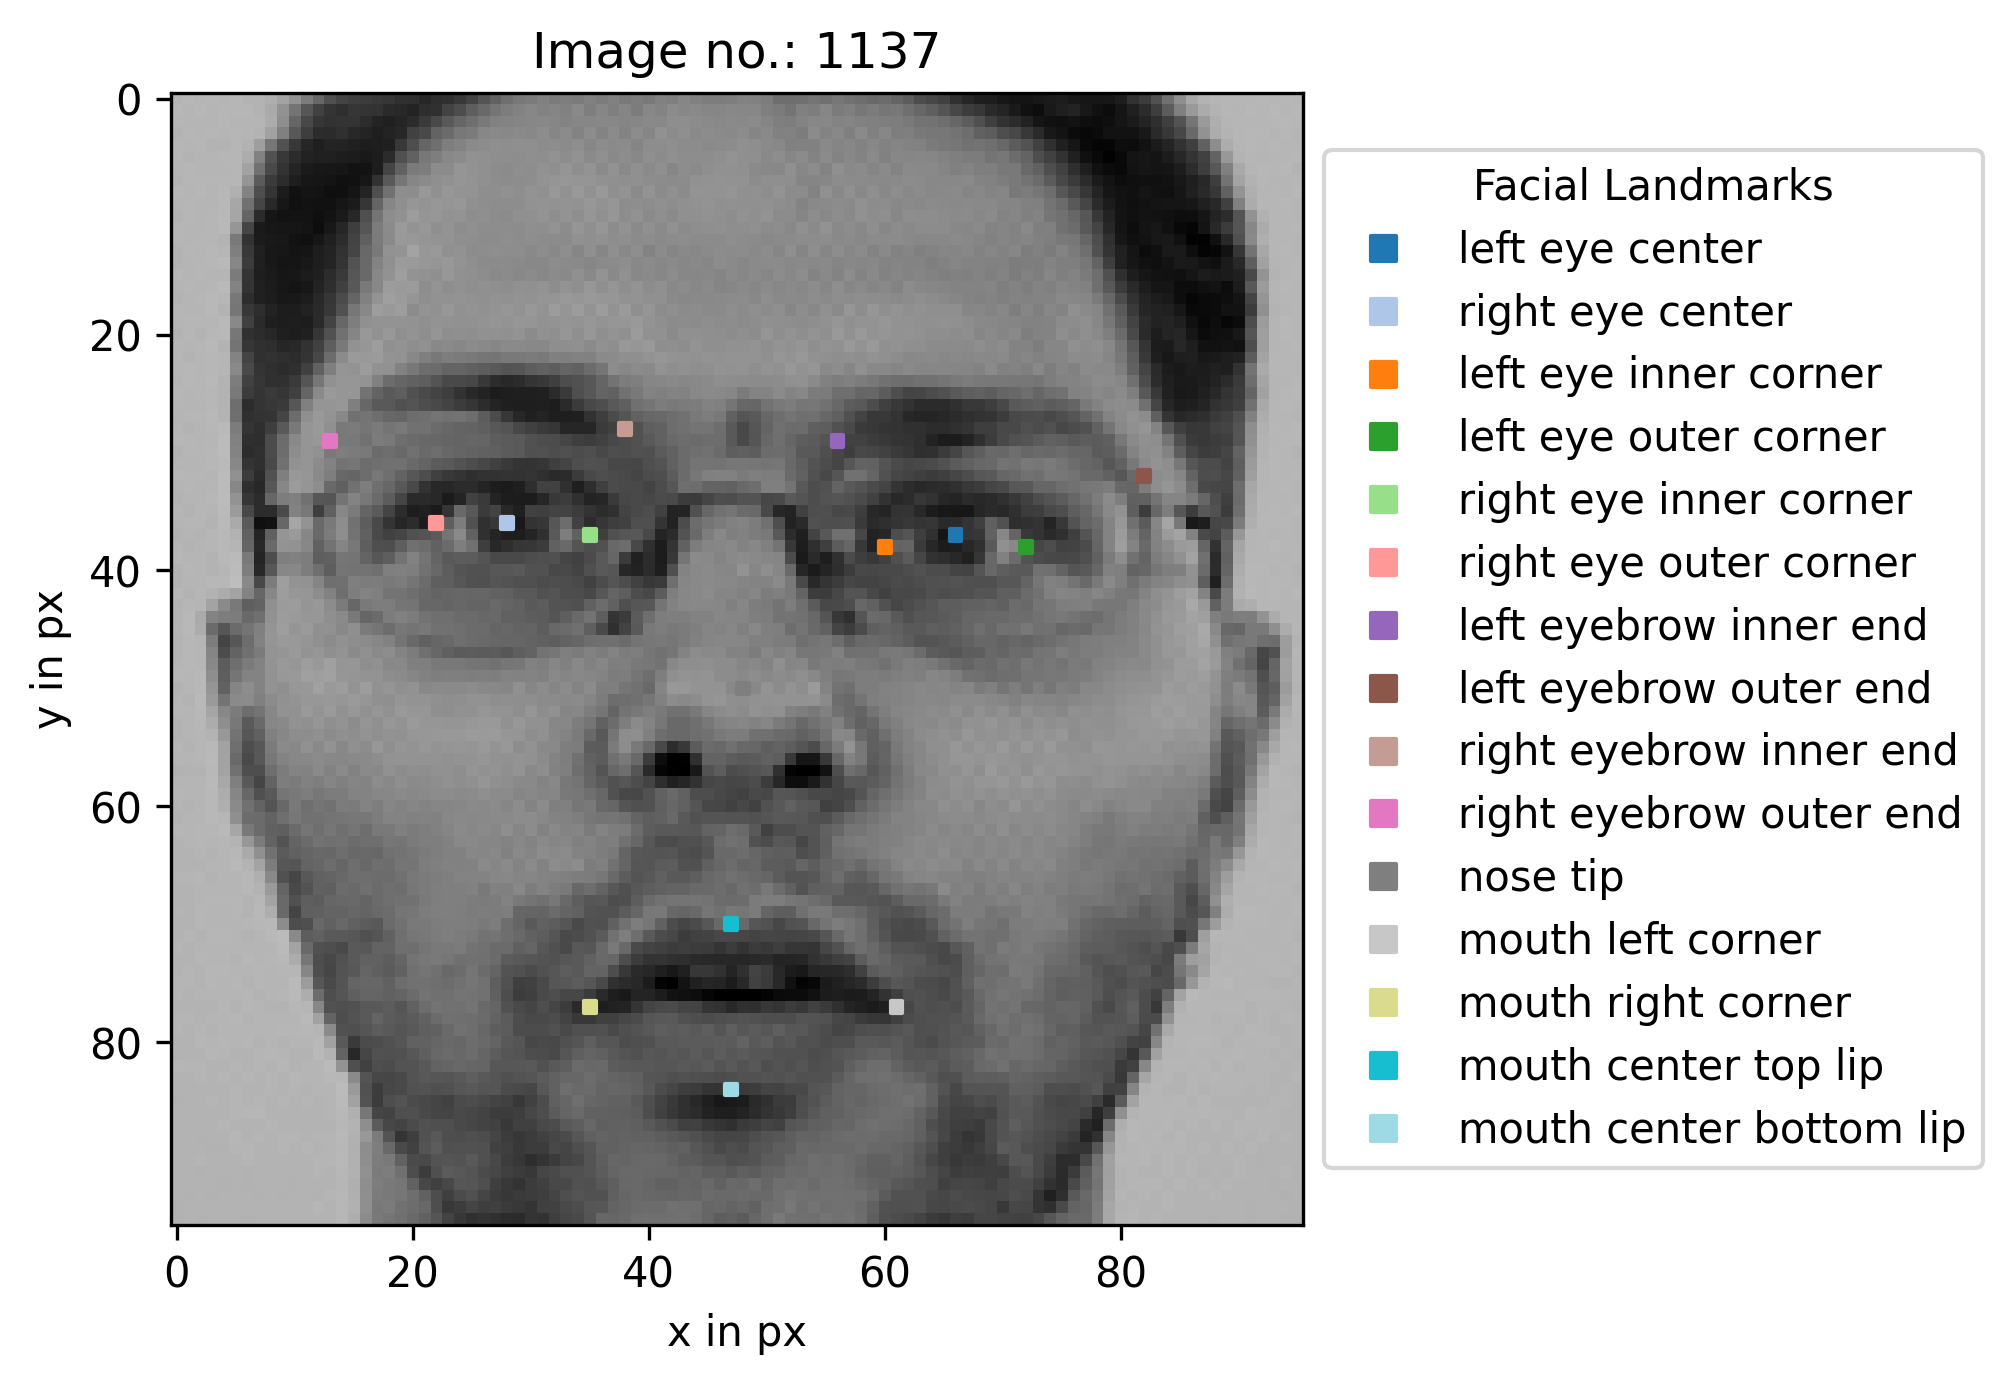 Image no.: 1137
0
20
40
60
80
y in px
0 20 40 60 80
x in px
Facial Landmarks
left eye center
right eye center
left eye inner corner
left eye outer corner
right eye inner corner
right eye outer corner
left eyebrow inner end
left eyebrow outer end
right eyebrow inner end
right eyebrow outer end
nose tip
mouth left corner
mouth right corner
mouth center top lip
mouth center bottom lip